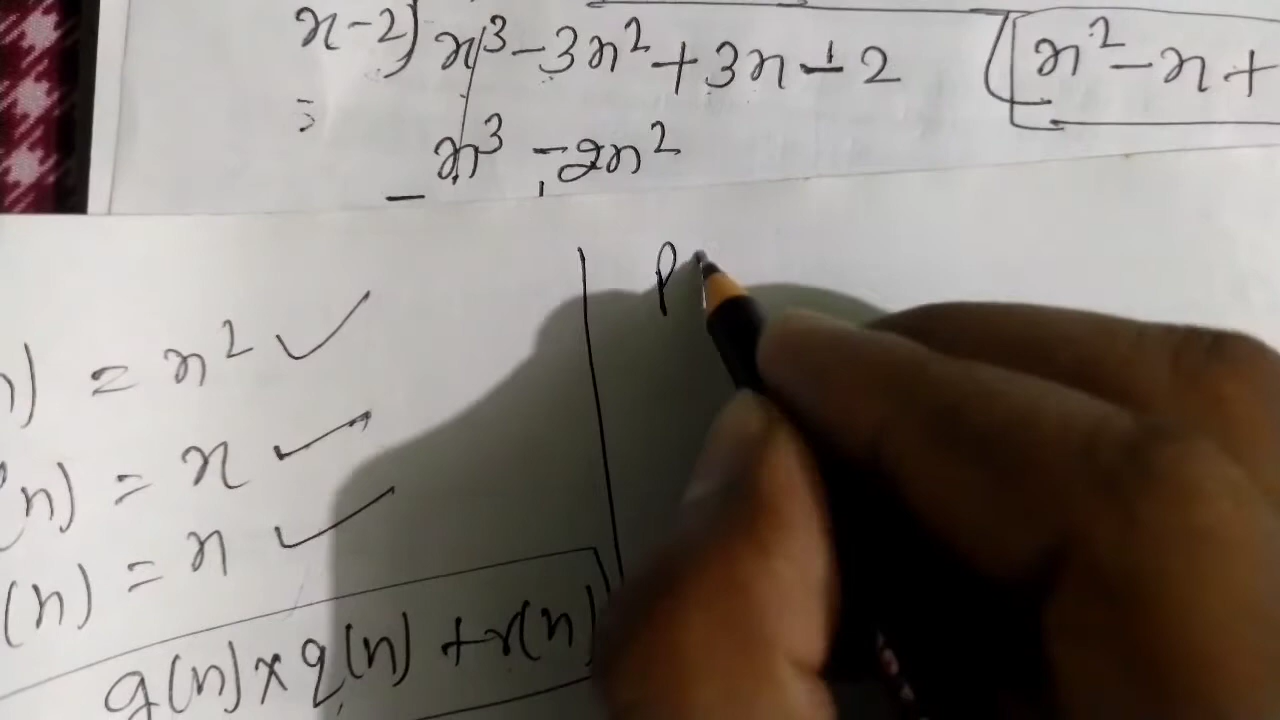 x-2) x³-3x²+3x-2 (x²-x+
=
x³ -2x²
- 
x) = x² ✓
(x) = x ✓
(x) = x ✓
g(x)×q(x)+r(x)
P